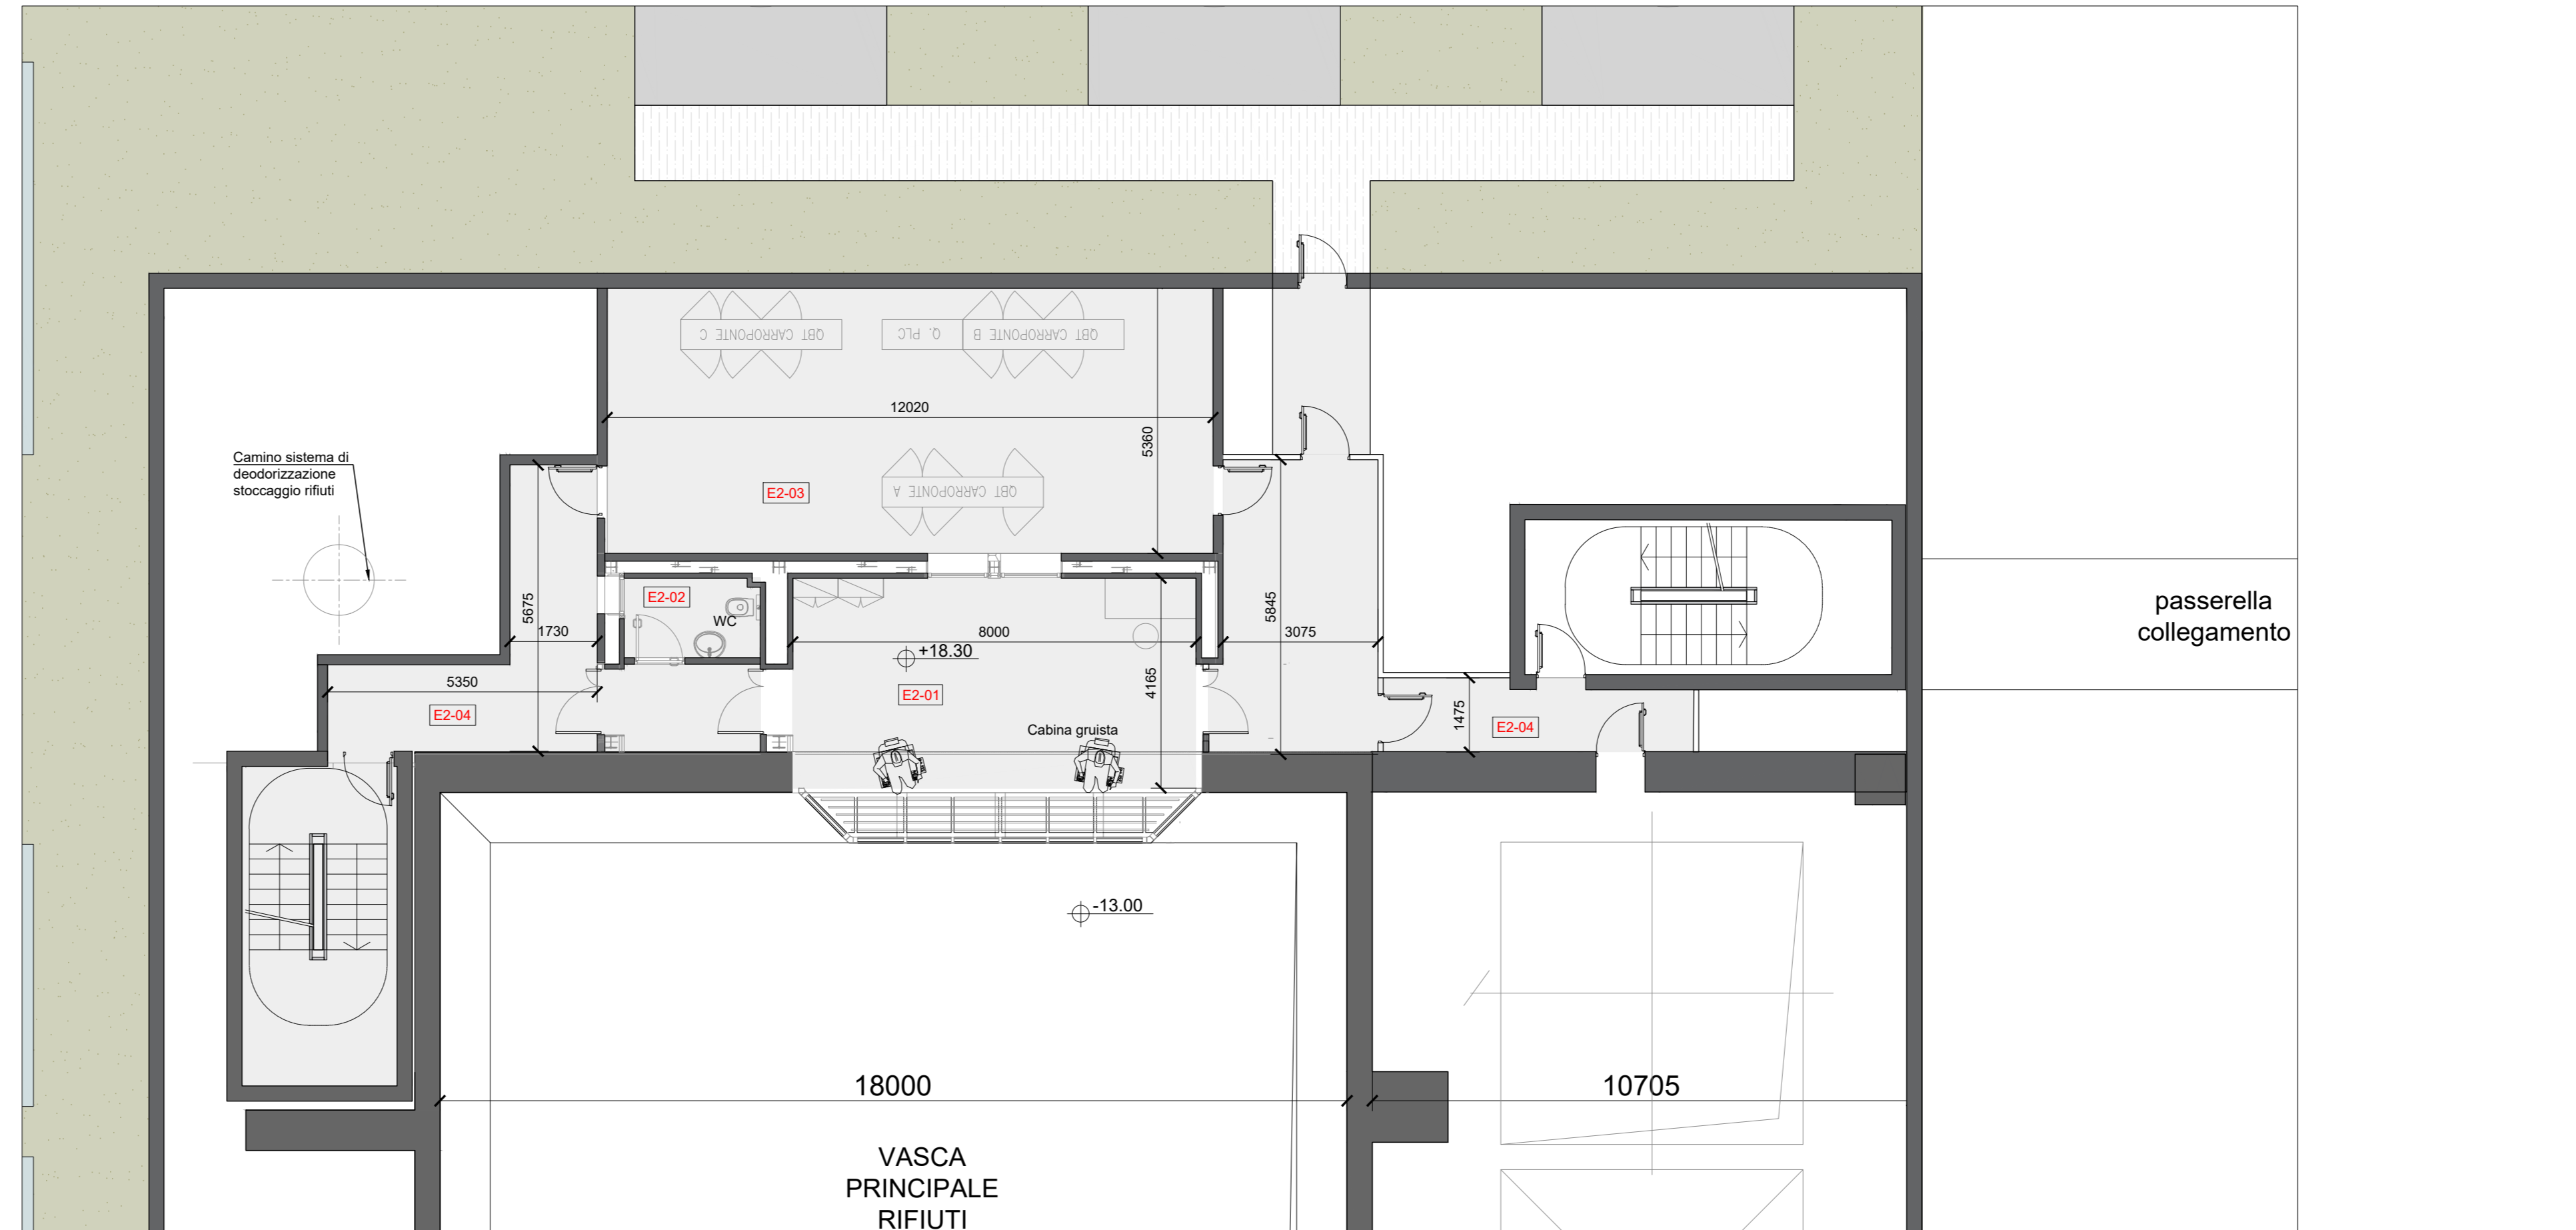 QBT CARROPONTE C
Q. PLC
QBT CARROPONTE B
12020
5360
Camino sistema di
deodorizzazione
stoccaggio rifiuti
E2-03
QBT CARROPONTE A
E2-02
WC
5675
1730
8000
5845
3075
passerella
collegamento
+18.30
5350
E2-01
4165
E2-04
Cabina gruista
1475
E2-04
-13.00
18000
10705
VASCA
PRINCIPALE
RIFIUTI